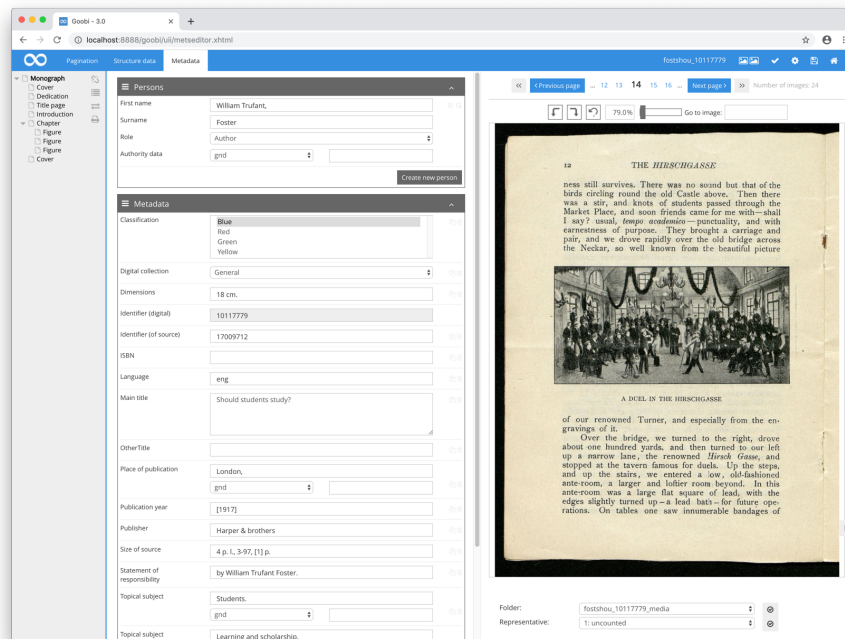 Goobi - 3.0
localhost:8888/goobi/uii/metseditor.xhtml
Pagination
Structure data
Metadata
fostshou_10117779
Monograph
Cover
Dedication
Title page
Introduction
Chapter
Figure
Figure
Figure
Cover
Persons
First name
William Trufant,
Surname
Foster
Role
Author
Authority data
gnd
Create new person
Metadata
Classification
Blue
Red
Green
Yellow
Digital collection
General
Dimensions
18 cm.
Identifier (digital)
10117779
Identifier (of source)
17009712
ISBN
Language
eng
Main title
Should students study?
OtherTitle
Place of publication
London,
gnd
Publication year
[1917]
Publisher
Harper & brothers
Size of source
4 p. l., 3-97, [1] p.
Statement of
responsibility
by William Trufant Foster.
Topical subject
Students.
gnd
Topical subject
Learning and scholarship.
Previous page ... 12 13 14 15 16 ... Next page Number of images: 24
79.0% Go to image:
12 THE HIRSCHGASSE
ness still survives. There was no sound but that of the
birds circling round the old Castle above. Then there
was a stir, and knots of students passed through the
Market Place, and soon friends came for me with—shall
I say? usual, tempo academico—punctuality, and with
earnestness of purpose. They brought a carriage and
pair, and we drove rapidly over the old bridge across
the Neckar, so well known from the beautiful picture
A DUEL IN THE HIRSCHGASSE
of our renowned Turner, and especially from the en-
gravings of it.
Over the bridge, we turned to the right, drove
about one hundred yards, and then turned to our left
up a narrow lane, the renowned Hirsch Gasse, and
stopped at the tavern famous for duels. Up the steps,
and up the stairs, we entered a low, old-fashioned
ante-room, a larger and loftier room beyond. In this
ante-room was a large flat square of lead, with the
edges slightly turned up—a lead bath—for future ope-
rations. On tables one saw innumerable bandages of
Folder:
fostshou_10117779_media
Representative:
1: uncounted